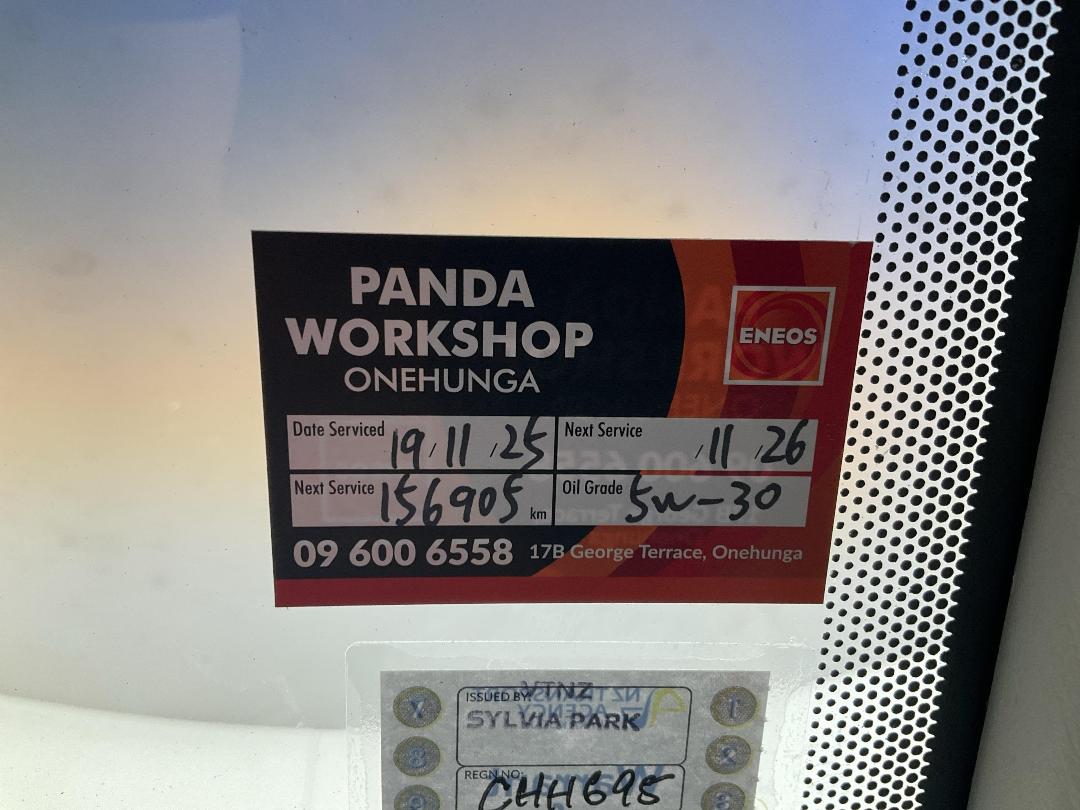 PANDA
WORKSHOP
ONEHUNGA
ENEOS
Date Serviced 19/11/25 Next Service /11/26
Next Service 156905 km Oil Grade 5W-30
09 600 6558 17B George Terrace, Onehunga
ISSUED BY: VTNZ
SYLVIA PARK
REGN NO: CHH695